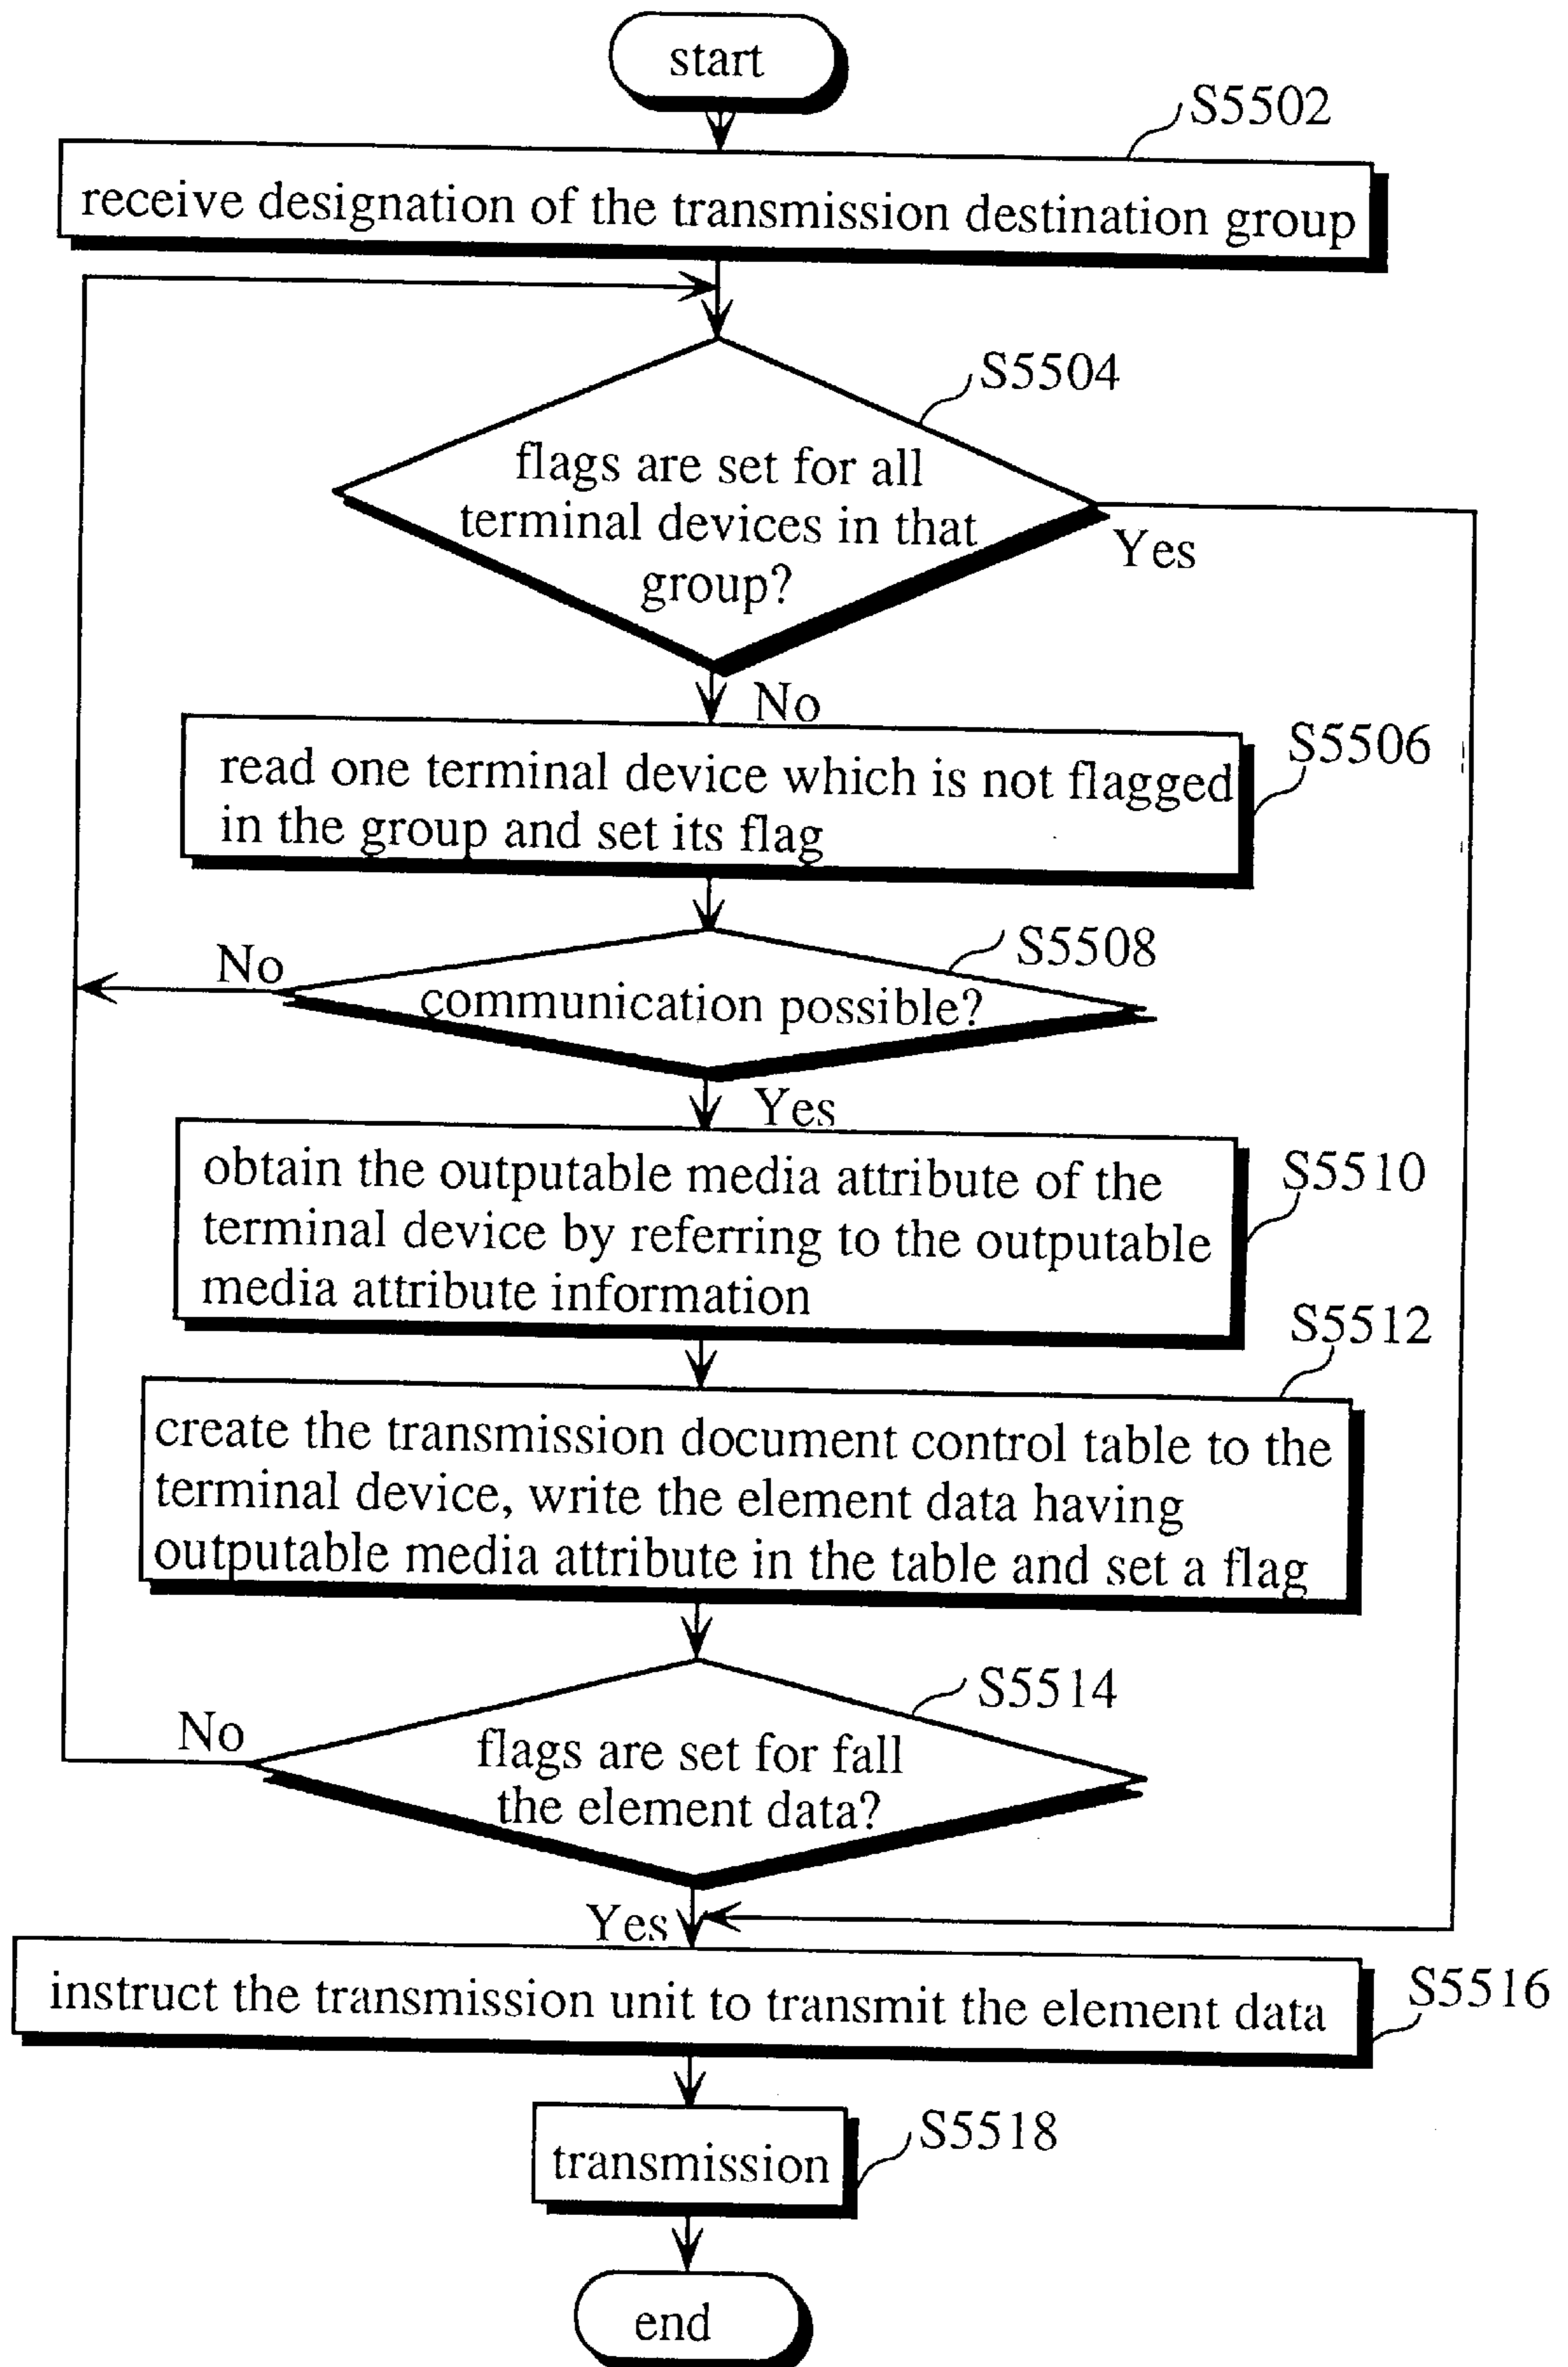 start
S5502
receive designation of the transmission destination group
S5504
flags are set for all
terminal devices in that
group?
Yes
No
S5506
read one terminal device which is not flagged
in the group and set its flag
S5508
No
communication possible?
Yes
S5510
obtain the outputable media attribute of the
terminal device by referring to the outputable
media attribute information
S5512
create the transmission document control table to the
terminal device, write the element data having
outputable media attribute in the table and set a flag
S5514
No
flags are set for fall
the element data?
Yes
S5516
instruct the transmission unit to transmit the element data
S5518
transmission
end